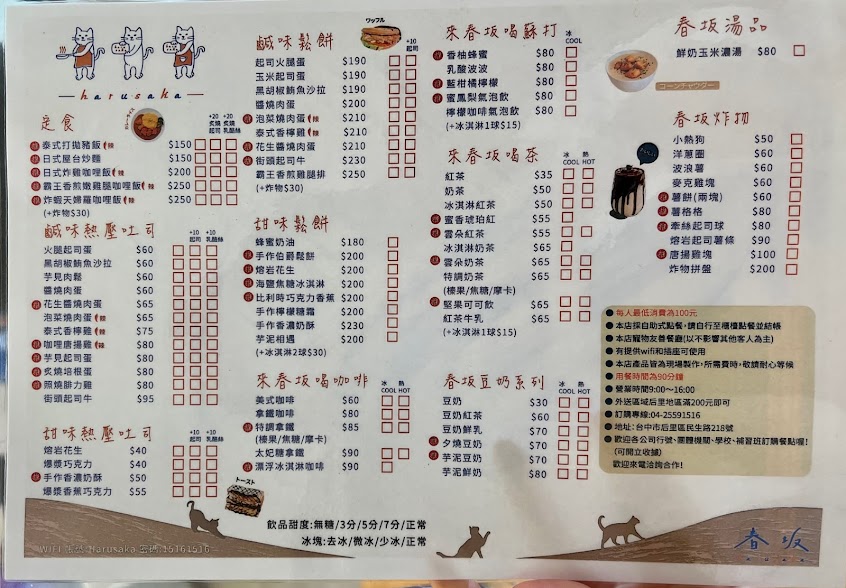 harusaka
定食
+20 炙燒起司
+20 炙燒乳酪絲
泰式打拋豬飯 辣 $150
日式屋台炒麵 $150
日式炸雞咖哩飯 辣 $200
霸王香煎嫩雞腿咖哩飯 辣 $250
炸蝦天婦羅咖哩飯 辣 $250
(+炸物$30)
鹹味熱壓吐司
+10 起司
+10 乳酪絲
火腿起司蛋 $60
黑胡椒鮪魚沙拉 $60
芋見肉鬆 $60
醬燒肉蛋 $60
花生醬燒肉蛋 $65
泡菜燒肉蛋 辣 $65
泰式香檸雞 辣 $75
咖哩唐揚雞 辣 $80
芋見起司蛋 $80
炙燒培根蛋 $80
照燒腓力雞 $80
街頭起司牛 $95
甜味熱壓吐司
+10 起司
+10 乳酪絲
熔岩花生 $40
爆漿巧克力 $40
手作香濃奶酥 $50
爆漿香蕉巧克力 $55
鹹味鬆餅
ワッフル
+10 起司
起司火腿蛋 $190
玉米起司蛋 $190
黑胡椒鮪魚沙拉 $190
醬燒肉蛋 $200
泡菜燒肉蛋 辣 $210
泰式香檸雞 辣 $210
花生醬燒肉蛋 $210
街頭起司牛 $230
霸王香煎雞腿排 $250
(+炸物$30)
甜味鬆餅
蜂蜜奶油 $180
手作伯爵鬆餅 $200
熔岩花生 $200
海鹽焦糖冰淇淋 $200
比利時巧克力香蕉 $200
手作檸檬糖霜 $200
手作香濃奶酥 $230
芋泥相遇 $200
(+冰淇淋2球$30)
來春坂喝咖啡
冰 COOL
熱 HOT
美式咖啡 $60
拿鐵咖啡 $80
特調拿鐵 $85
(榛果/焦糖/摩卡)
太妃糖拿鐵 $90
漂浮冰淇淋咖啡 $90
トースト
飲品甜度:無糖/3分/5分/7分/正常
冰塊:去冰/微冰/少冰/正常
來春坂喝蘇打
冰 COOL
香柚蜂蜜 $80
乳酸波波 $80
藍柑橘檸檬 $80
蜜鳳梨氣泡飲 $80
檸檬咖啡氣泡飲 $80
(+冰淇淋1球$15)
來春坂喝茶
冰 COOL
熱 HOT
紅茶 $35
奶茶 $50
冰淇淋紅茶 $50
蜜香琥珀紅 $55
雲朵紅茶 $55
冰淇淋奶茶 $65
雲朵奶茶 $65
特調奶茶 $65
(榛果/焦糖/摩卡)
堅果可可飲 $65
紅茶牛乳 $65
(+冰淇淋1球$15)
春坂豆奶系列
冰 COOL
熱 HOT
豆奶 $30
豆奶紅茶 $60
豆奶鮮乳 $70
夕燒豆奶 $70
芋泥豆奶 $70
芋泥鮮奶 $80
春坂湯品
鮮奶玉米濃湯 $80
コーンチャウダー
春坂炸物
小熱狗 $50
洋蔥圈 $60
波浪薯 $60
麥克雞塊 $60
薯餅(兩塊) $60
薯格格 $80
牽絲起司球 $80
熔岩起司薯條 $90
唐揚雞塊 $100
炸物拼盤 $200
每人最低消費為100元
本店採自助式點餐,請自行至櫃檯點餐並結帳
本店寵物友善餐廳(以不影響其他客人為主)
有提供wifi和插座可使用
本店產品皆為現場製作,所需費時,敬請耐心等候
用餐時間為90分鐘
營業時間9:00～16:00
外送區域后里地區滿200元即可
訂購專線:04-25591516
地址:台中市后里區民生路218號
歡迎各公司行號、團體機關、學校、補習班訂購餐點喔!
(可開立收據)
歡迎來電洽詢合作!
WIFI 帳號:Harusaka 密碼:15161516
春坂